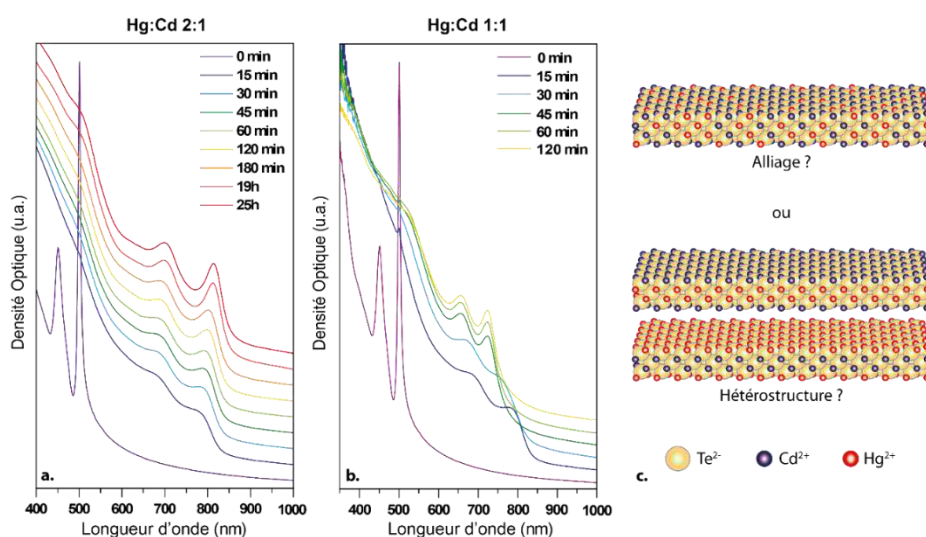 Hg:Cd 2:1
Densité Optique (u.a.)
0 min
15 min
30 min
45 min
60 min
120 min
180 min
19h
25h
a.
400 500 600 700 800 900 1000
Longueur d'onde (nm)
Hg:Cd 1:1
Densité Optique (u.a.)
0 min
15 min
30 min
45 min
60 min
120 min
b.
400 500 600 700 800 900 1000
Longueur d'onde (nm)
Alliage ?
ou
Hétérostructure ?
Te2- Cd2+ Hg2+
c.